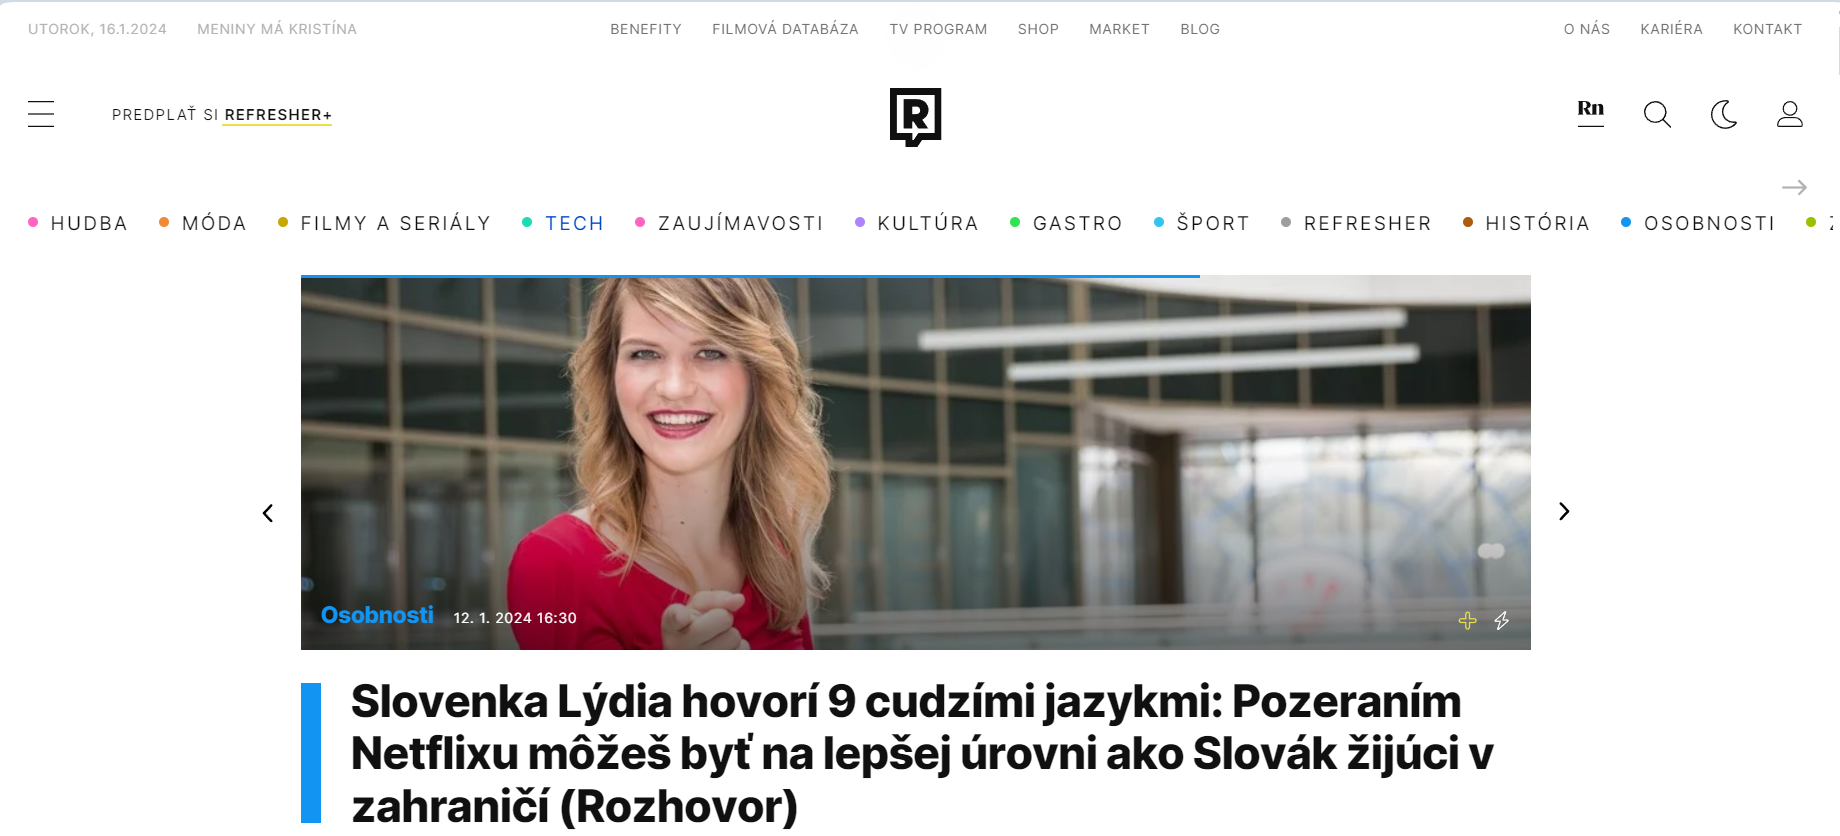 UTOROK, 16.1.2024 MENINY MÁ KRISTÍNA BENEFITY FILMOVÁ DATABÁZA TV PROGRAM SHOP MARKET BLOG O NÁS KARIÉRA KONTAKT
PREDPLAŤ SI REFRESHER+ R Rn
HUDBA MÓDA FILMY A SERIÁLY TECH ZAUJÍMAVOSTI KULTÚRA GASTRO ŠPORT REFRESHER HISTÓRIA OSOBNOSTI
Osobnosti 12. 1. 2024 16:30
Slovenka Lýdia hovorí 9 cudzími jazykmi: Pozeraním
Netflixu môžeš byť na lepšej úrovni ako Slovák žijúci v
zahraničí (Rozhovor)